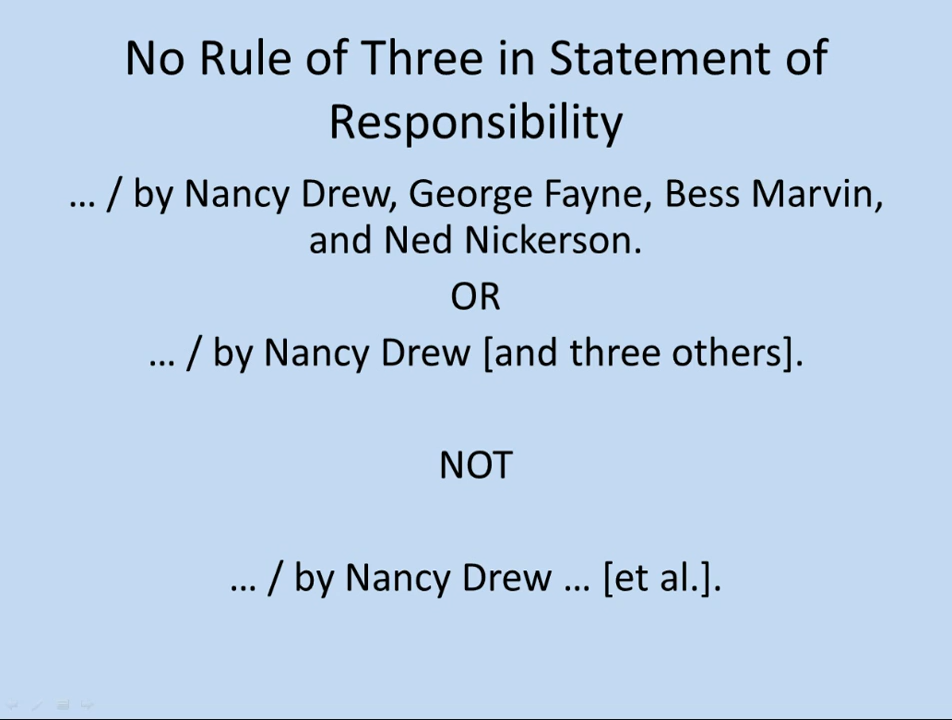 No Rule of Three in Statement of
Responsibility
… / by Nancy Drew, George Fayne, Bess Marvin,
and Ned Nickerson.
OR
… / by Nancy Drew [and three others].
NOT
… / by Nancy Drew … [et al.].